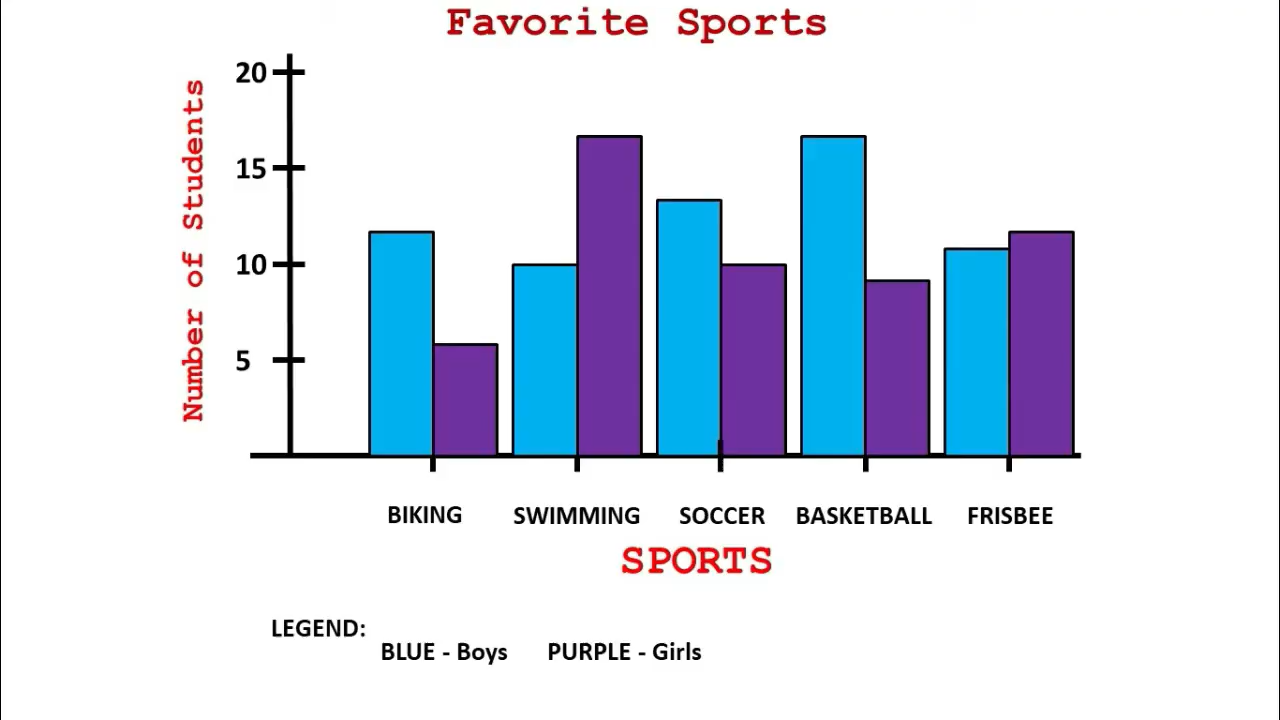 Favorite Sports
Number of Students
20
15
10
5
BIKING SWIMMING SOCCER BASKETBALL FRISBEE
SPORTS
LEGEND:
BLUE - Boys PURPLE - Girls